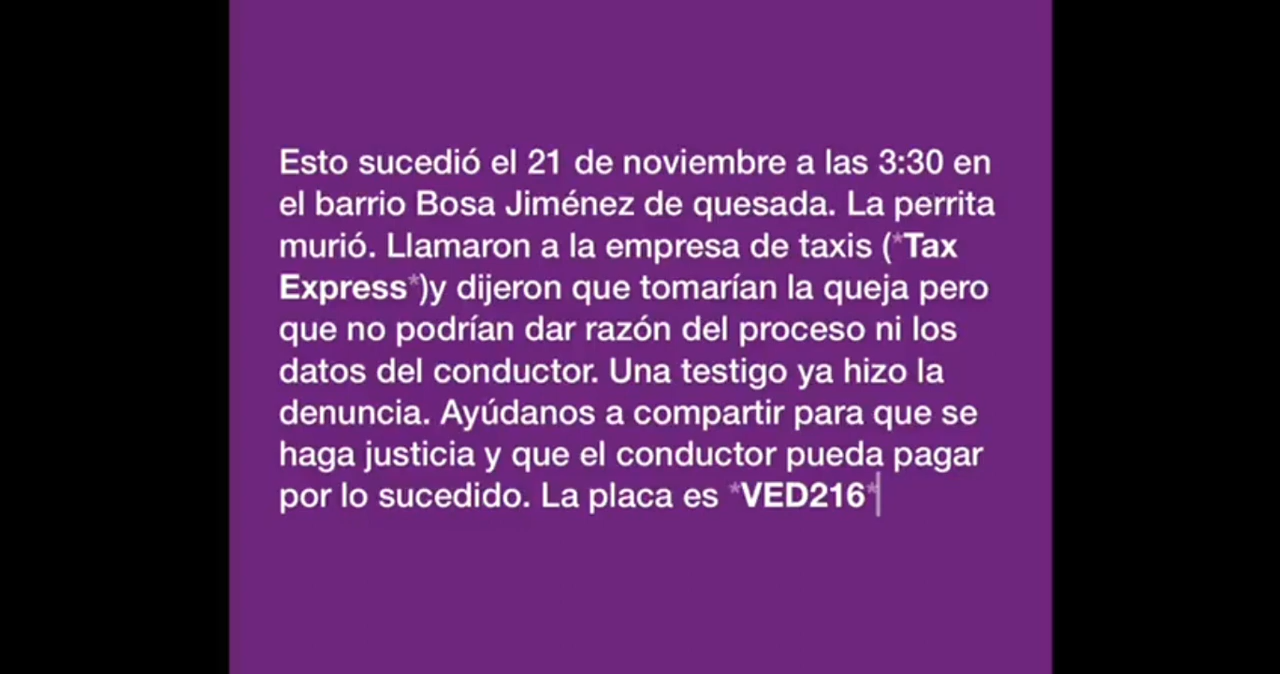 Esto sucedió el 21 de noviembre a las 3:30 en
el barrio Bosa Jiménez de quesada. La perrita
murió. Llamaron a la empresa de taxis (*Tax
Express*)y dijeron que tomarían la queja pero
que no podrían dar razón del proceso ni los
datos del conductor. Una testigo ya hizo la
denuncia. Ayúdanos a compartir para que se
haga justicia y que el conductor pueda pagar
por lo sucedido. La placa es *VED216*